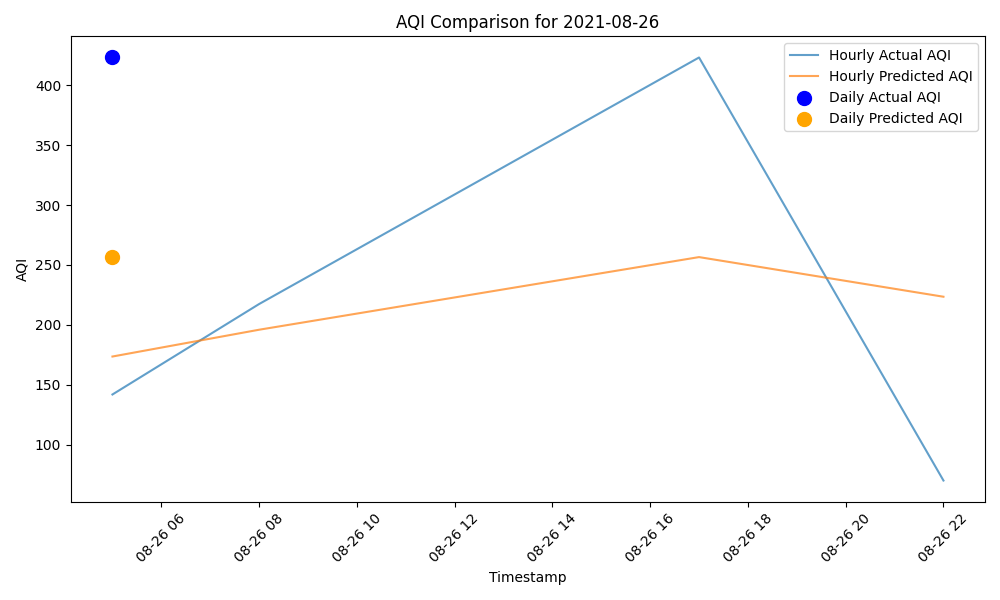 AQI Comparison for 2021-08-26
Hourly Actual AQI
Hourly Predicted AQI
Daily Actual AQI
Daily Predicted AQI
AQI
400
350
300
250
200
150
100
08-26 06
08-26 08
08-26 10
08-26 12
08-26 14
08-26 16
08-26 18
08-26 20
08-26 22
Timestamp